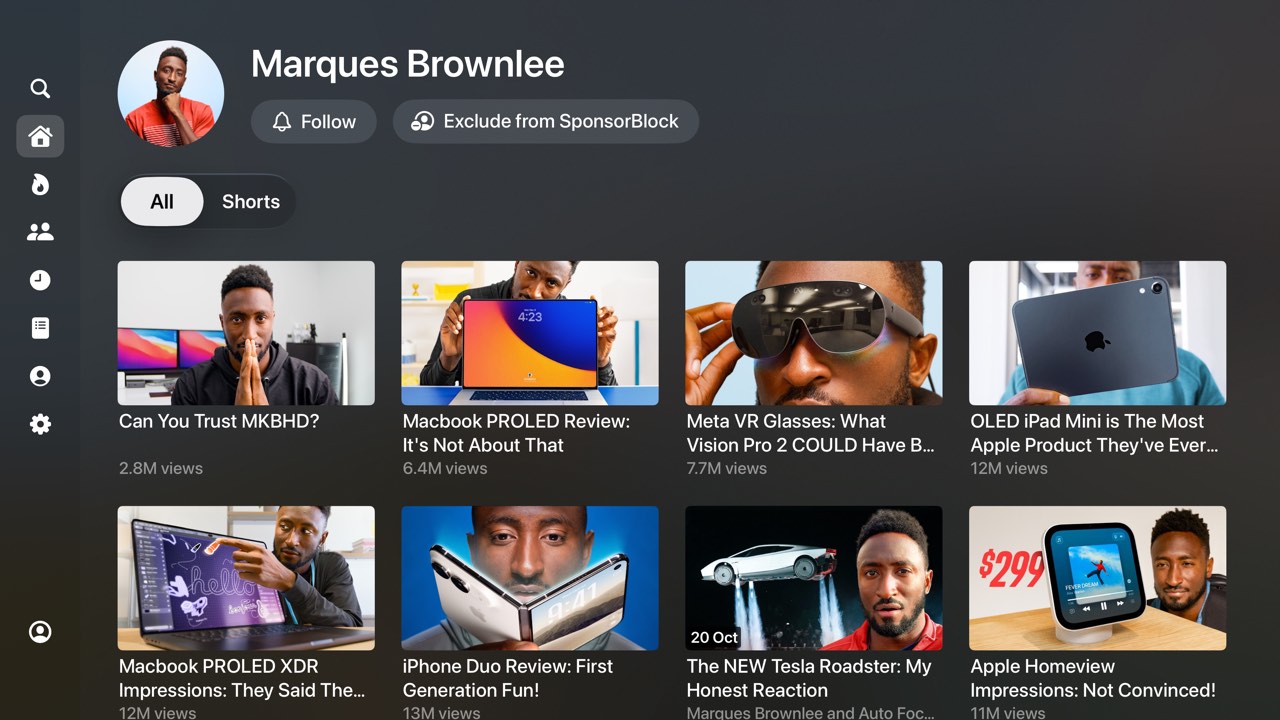 Marques Brownlee
Follow
Exclude from SponsorBlock
All
Shorts
4:23
Can You Trust MKBHD?
2.8M views
Macbook PROLED Review:
It's Not About That
6.4M views
Meta VR Glasses: What
Vision Pro 2 COULD Have B...
7.7M views
OLED iPad Mini is The Most
Apple Product They've Ever...
12M views
hello
9:41
20 Oct
$299
FEVER DREAM
Macbook PROLED XDR
Impressions: They Said The...
12M views
iPhone Duo Review: First
Generation Fun!
13M views
The NEW Tesla Roadster: My
Honest Reaction
Marques Brownlee and Auto Foc...
Apple Homeview
Impressions: Not Convinced!
11M views